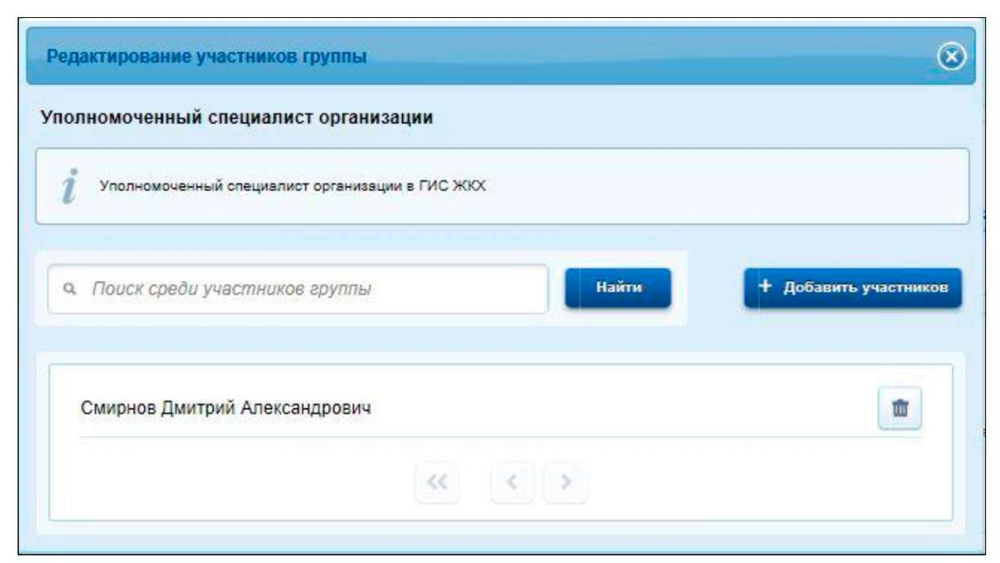 Редактирование участников группы
Уполномоченный специалист организации
Уполномоченный специалист организации в ГИС ЖКХ
Поиск среди участников группы
Найти
+ Добавить участников
Смирнов Дмитрий Александрович